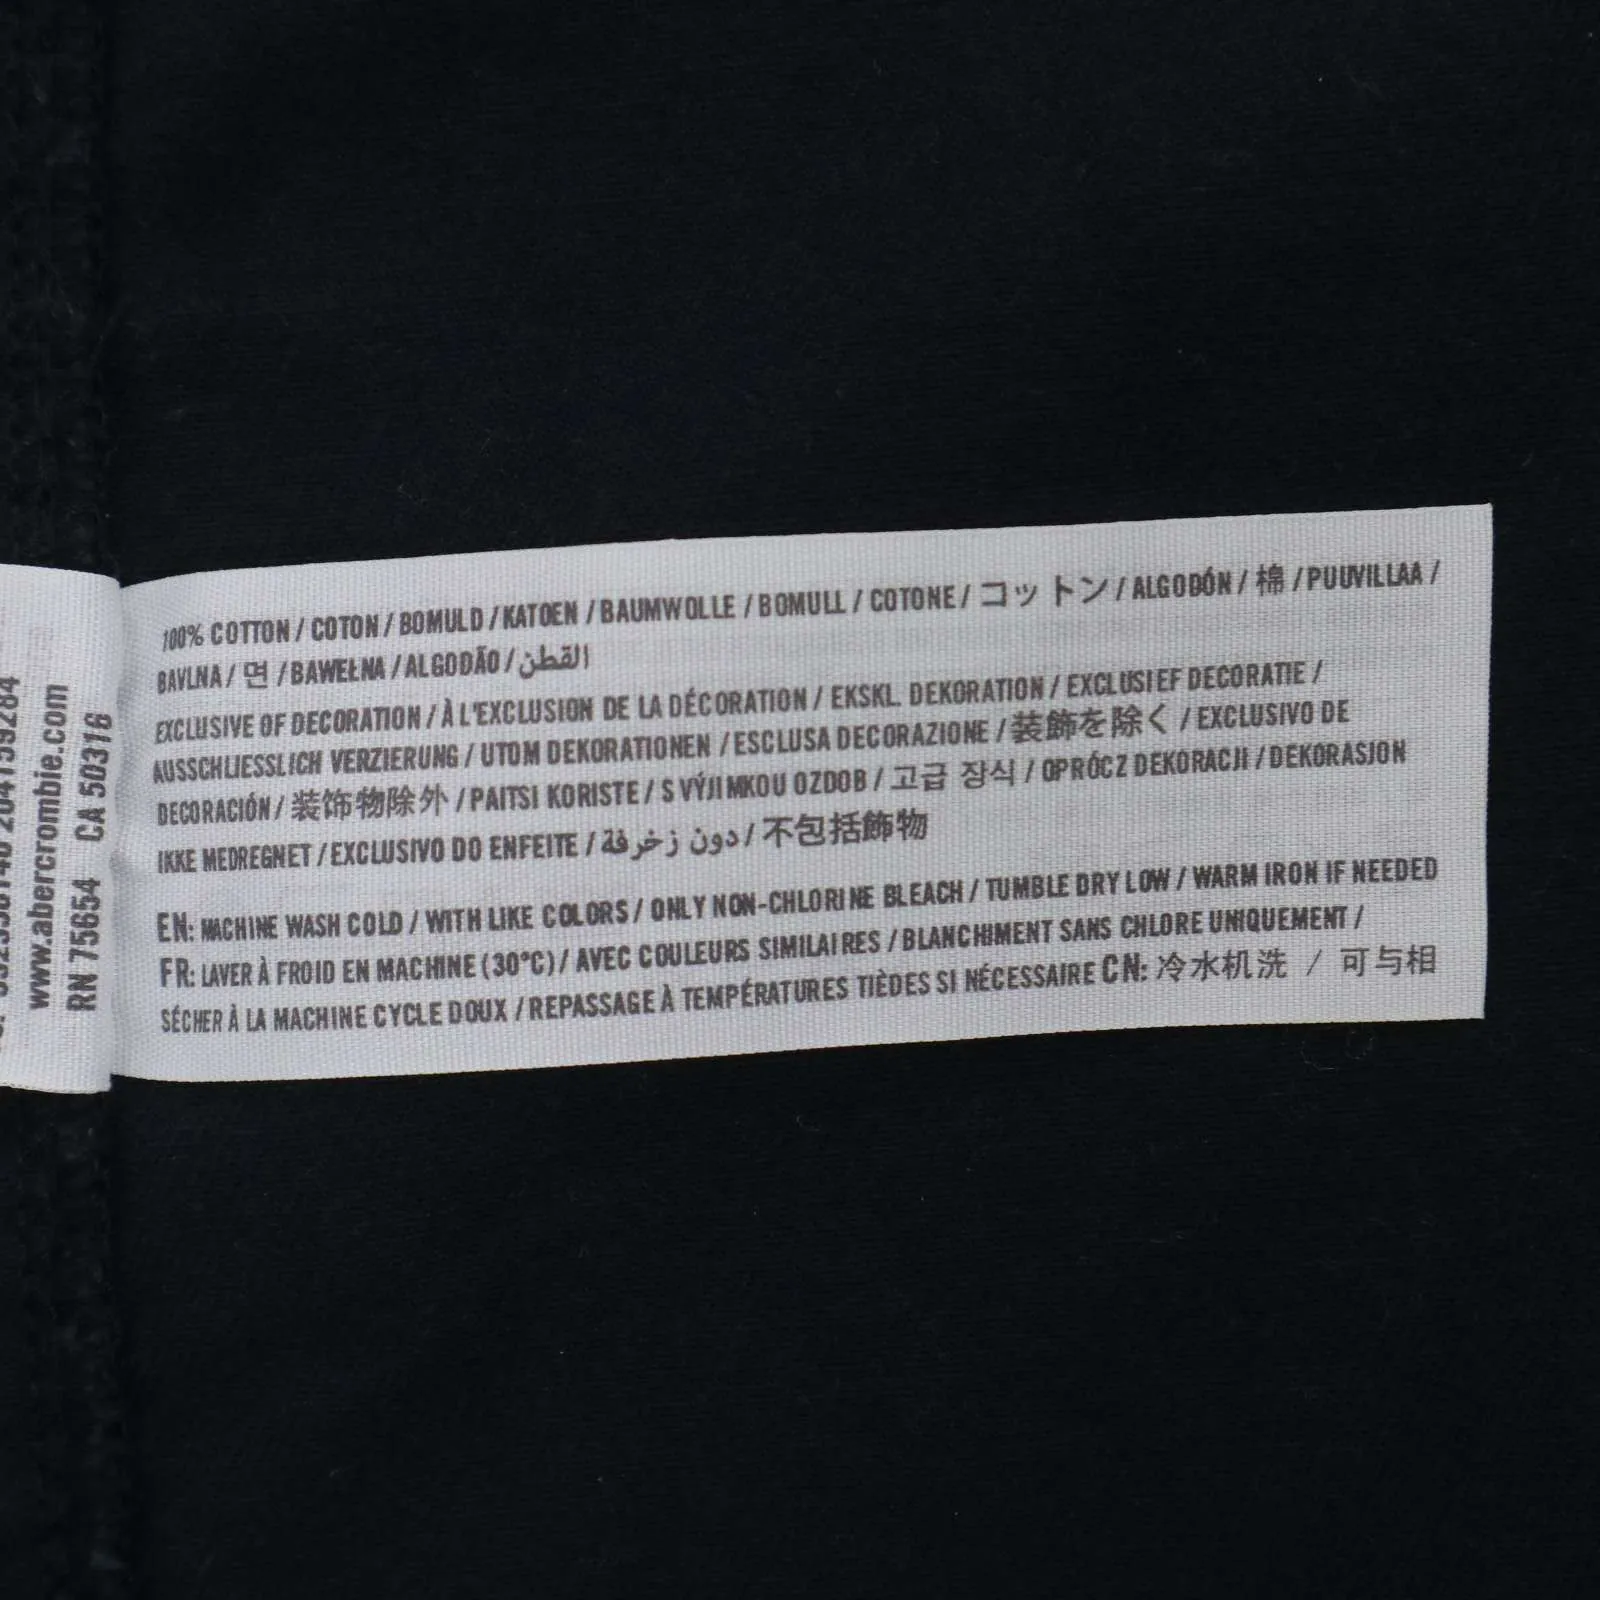 100% COTTON / COTON / BOMULD / KATOEN / BAUMWOLLE / BOMULL / COTONE / コットン / ALGODÓN / 棉 / PUUVILLAA /
BAVLNA / 면 / BAWEŁNA / ALGODÃO / القطن
EXCLUSIVE OF DECORATION / À L'EXCLUSION DE LA DÉCORATION / EKSKL. DEKORATION / EXCLUSIEF DECORATIE /
AUSSCHLIESSLICH VERZIERUNG / UTOM DEKORATIONEN / ESCLUSA DECORAZIONE / 装飾を除く / EXCLUSIVO DE
DECORACIÓN / 装饰物除外 / PAITSI KORISTE / S VÝJIMKOU OZDOB / 고급 장식 / OPRÓCZ DEKORACJI / DEKORASJON
IKKE MEDREGNET / EXCLUSIVO DO ENFEITE / دون زخرفة / 不包括飾物
EN: MACHINE WASH COLD / WITH LIKE COLORS / ONLY NON-CHLORINE BLEACH / TUMBLE DRY LOW / WARM IRON IF NEEDED
FR: LAVER À FROID EN MACHINE (30°C) / AVEC COULEURS SIMILAIRES / BLANCHIMENT SANS CHLORE UNIQUEMENT /
SÉCHER À LA MACHINE CYCLE DOUX / REPASSAGE À TEMPÉRATURES TIÈDES SI NÉCESSAIRE CN: 冷水机洗 / 可与相
www.abercrombie.com
RN 75654 CA 50316